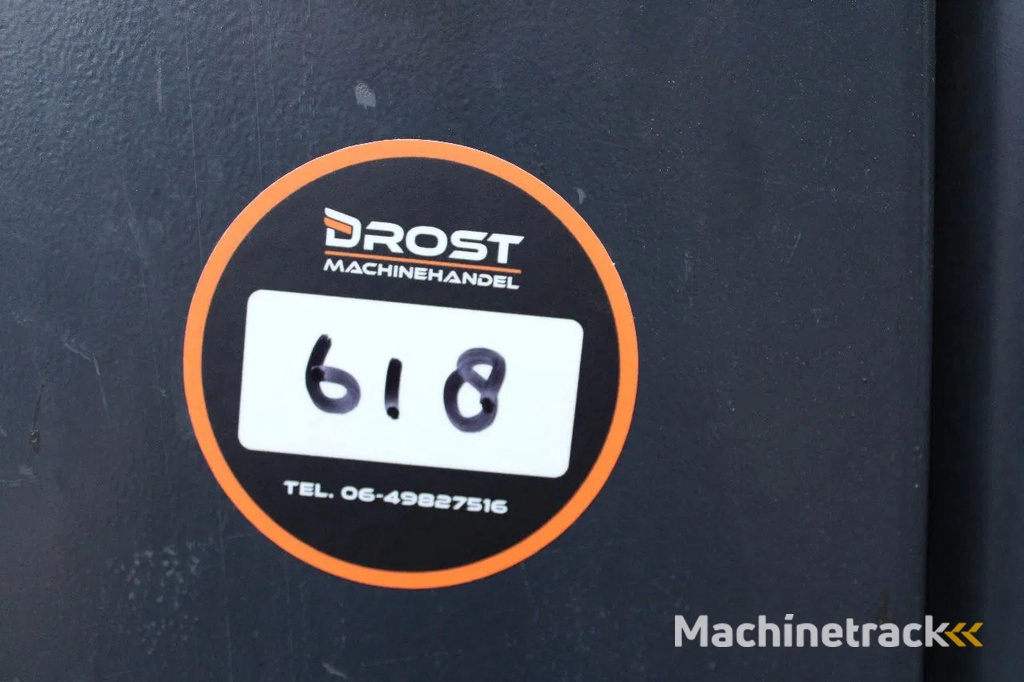 DROST
MACHINEHANDEL
618
TEL. 06-49827516
Machinetrack